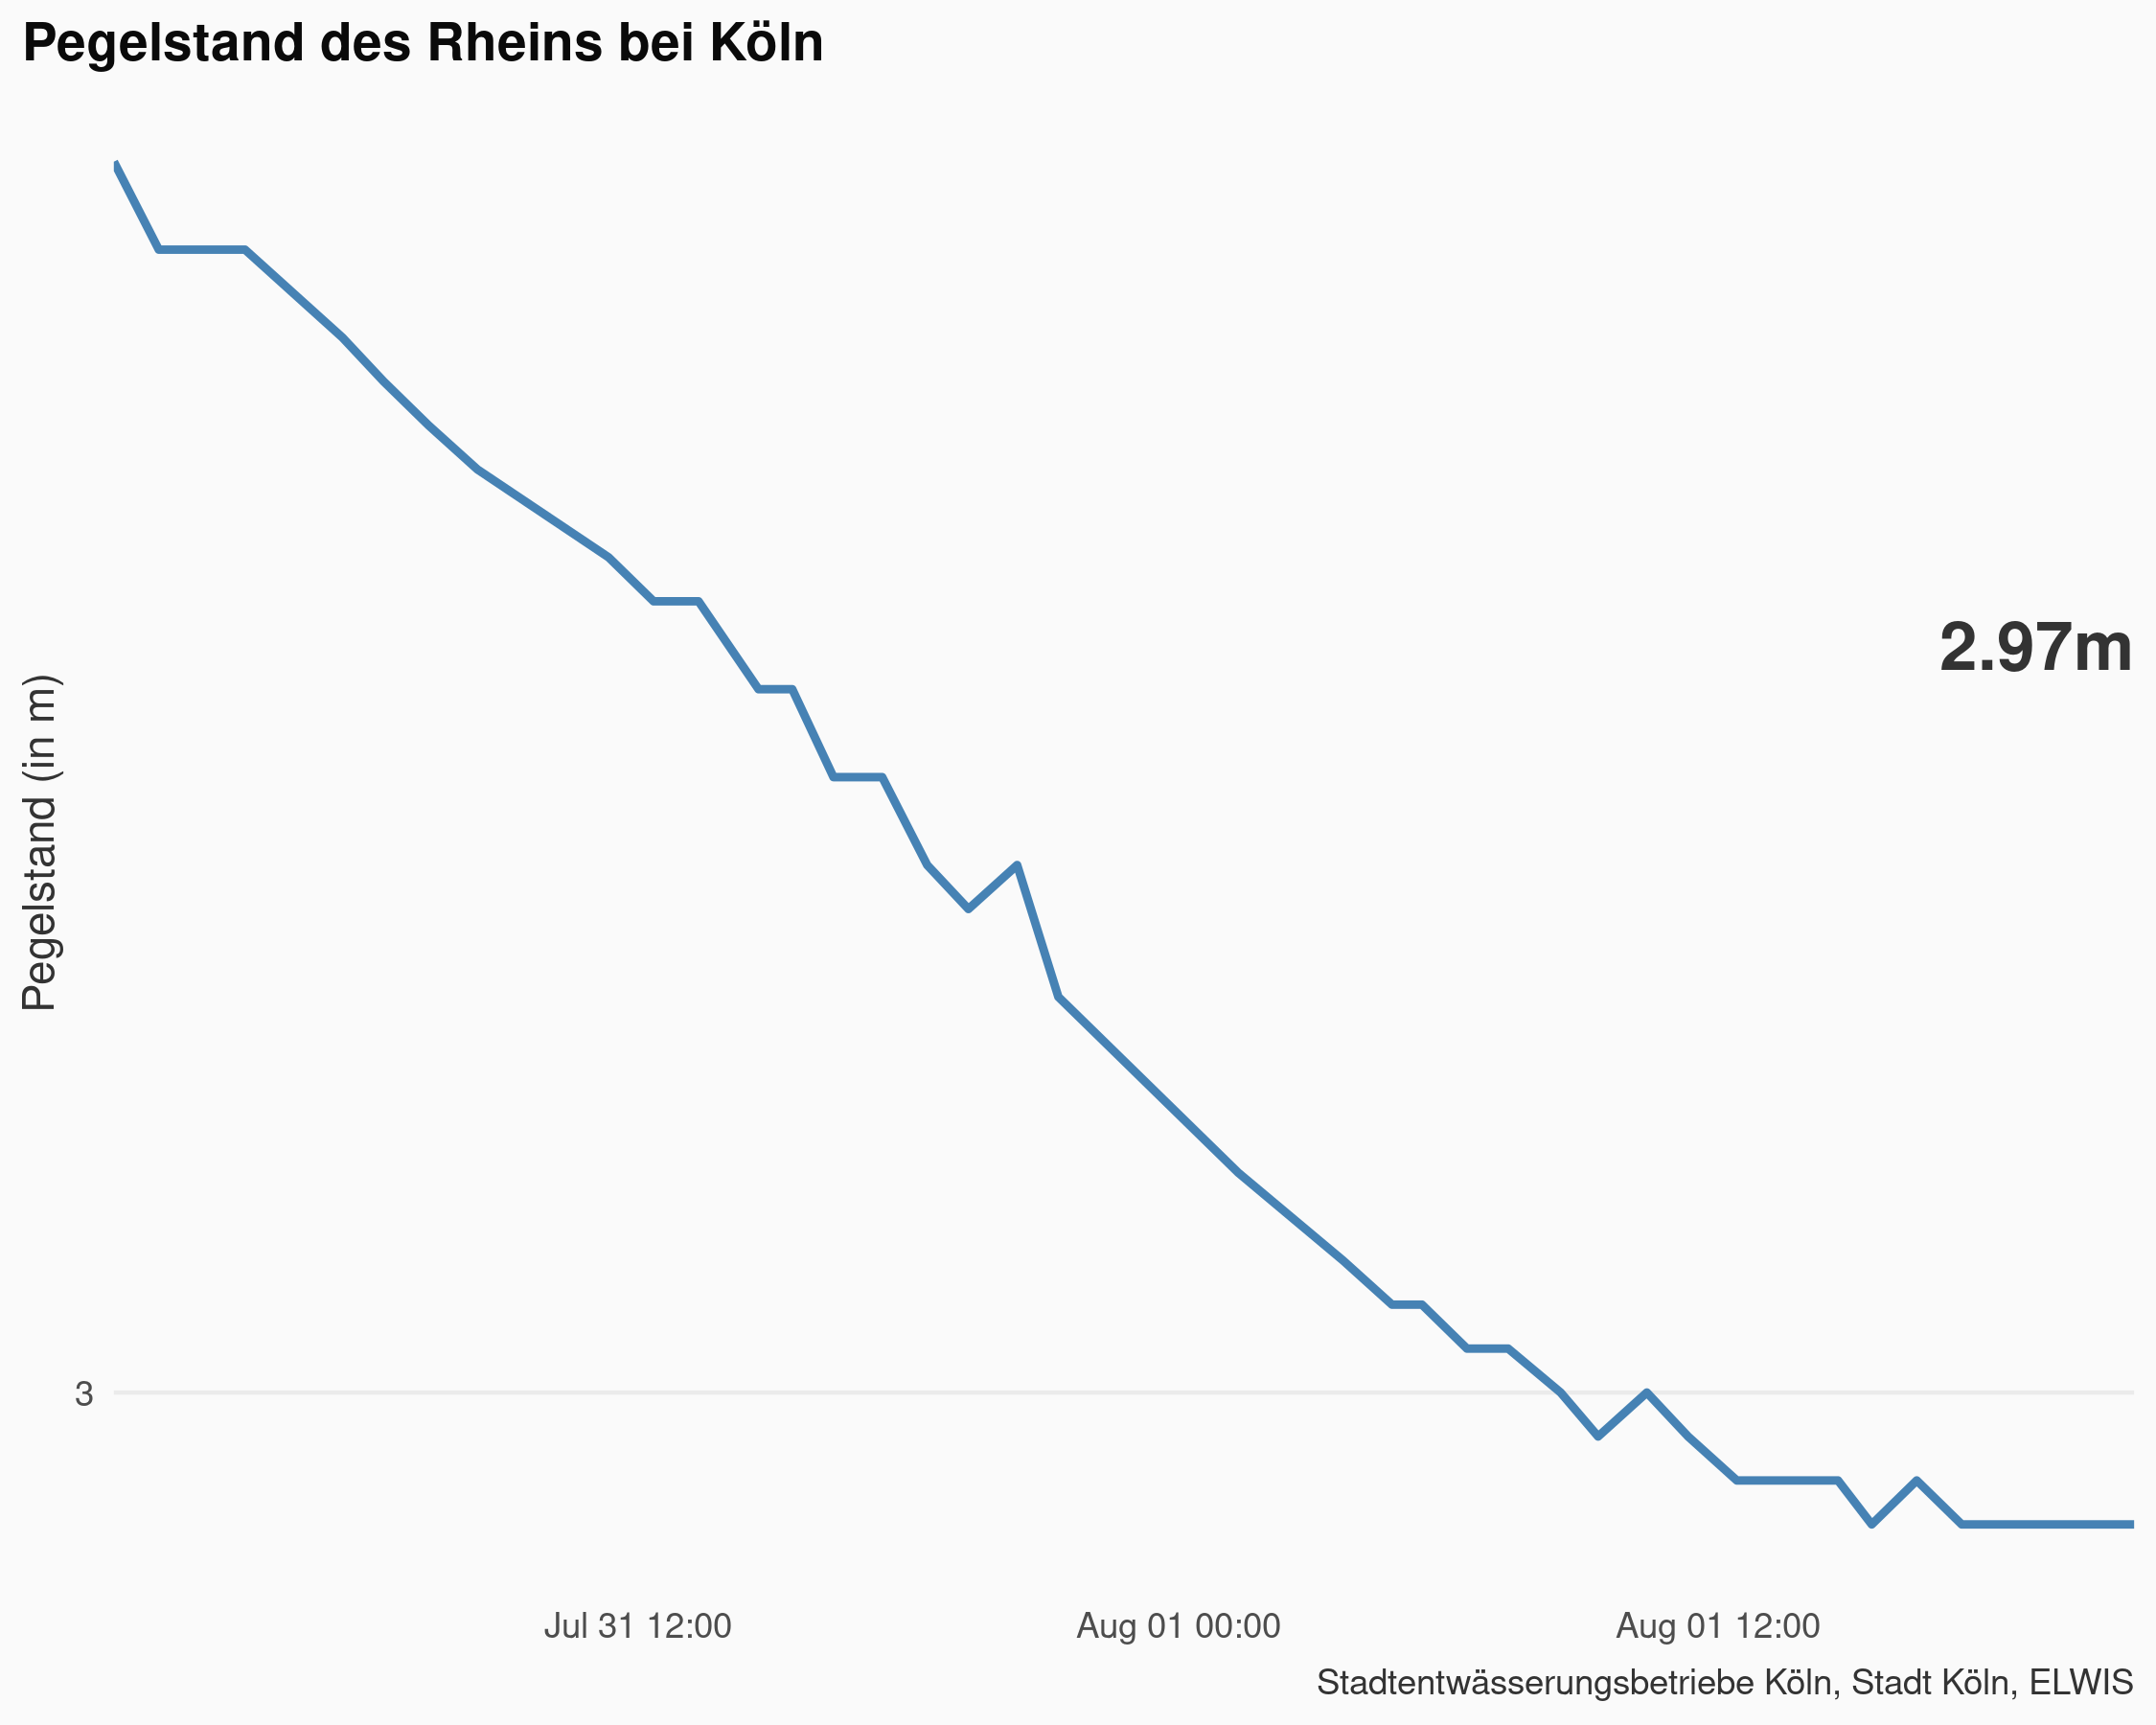 Pegelstand des Rheins bei Köln
2.97m
Pegelstand (in m)
3
Jul 31 12:00
Aug 01 00:00
Aug 01 12:00
Stadtentwässerungsbetriebe Köln, Stadt Köln, ELWIS